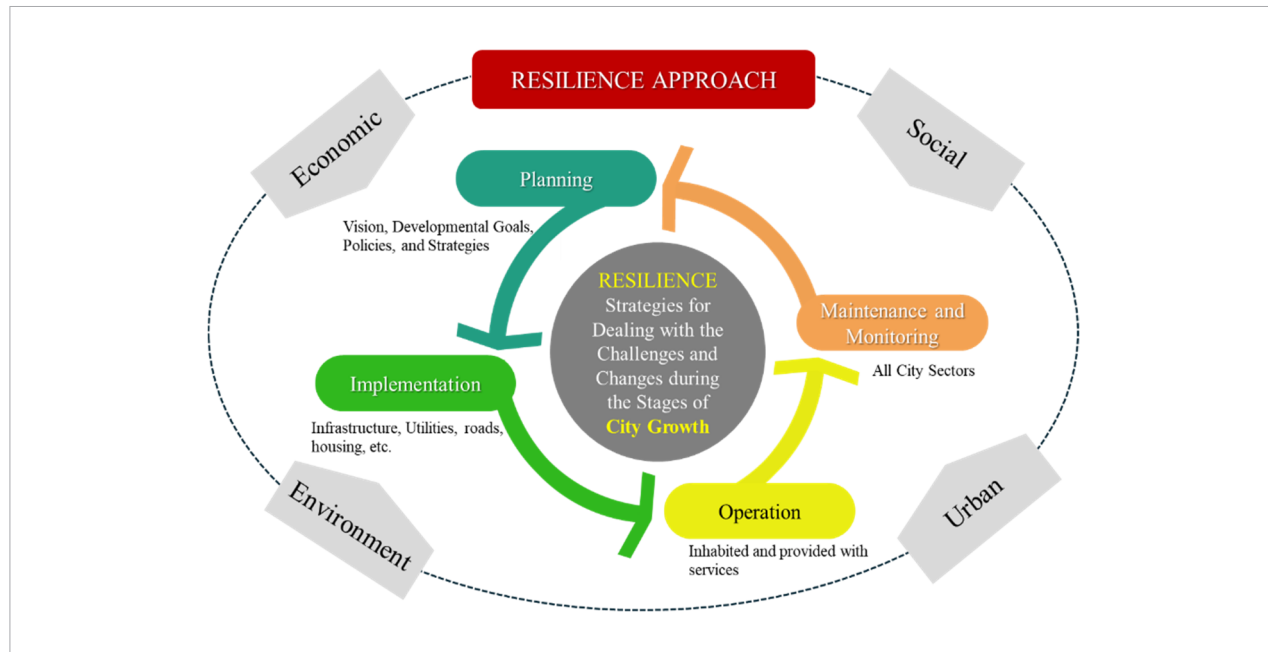 RESILIENCE APPROACH
Economic
Social
Planning
Vision, Developmental Goals,
Policies, and Strategies
RESILIENCE
Strategies for
Dealing with the
Challenges and
Changes during
the Stages of
City Growth
Maintenance and
Monitoring
All City Sectors
Implementation
Infrastructure, Utilities, roads,
housing, etc.
Environment
Operation
Inhabited and provided with
services
Urban